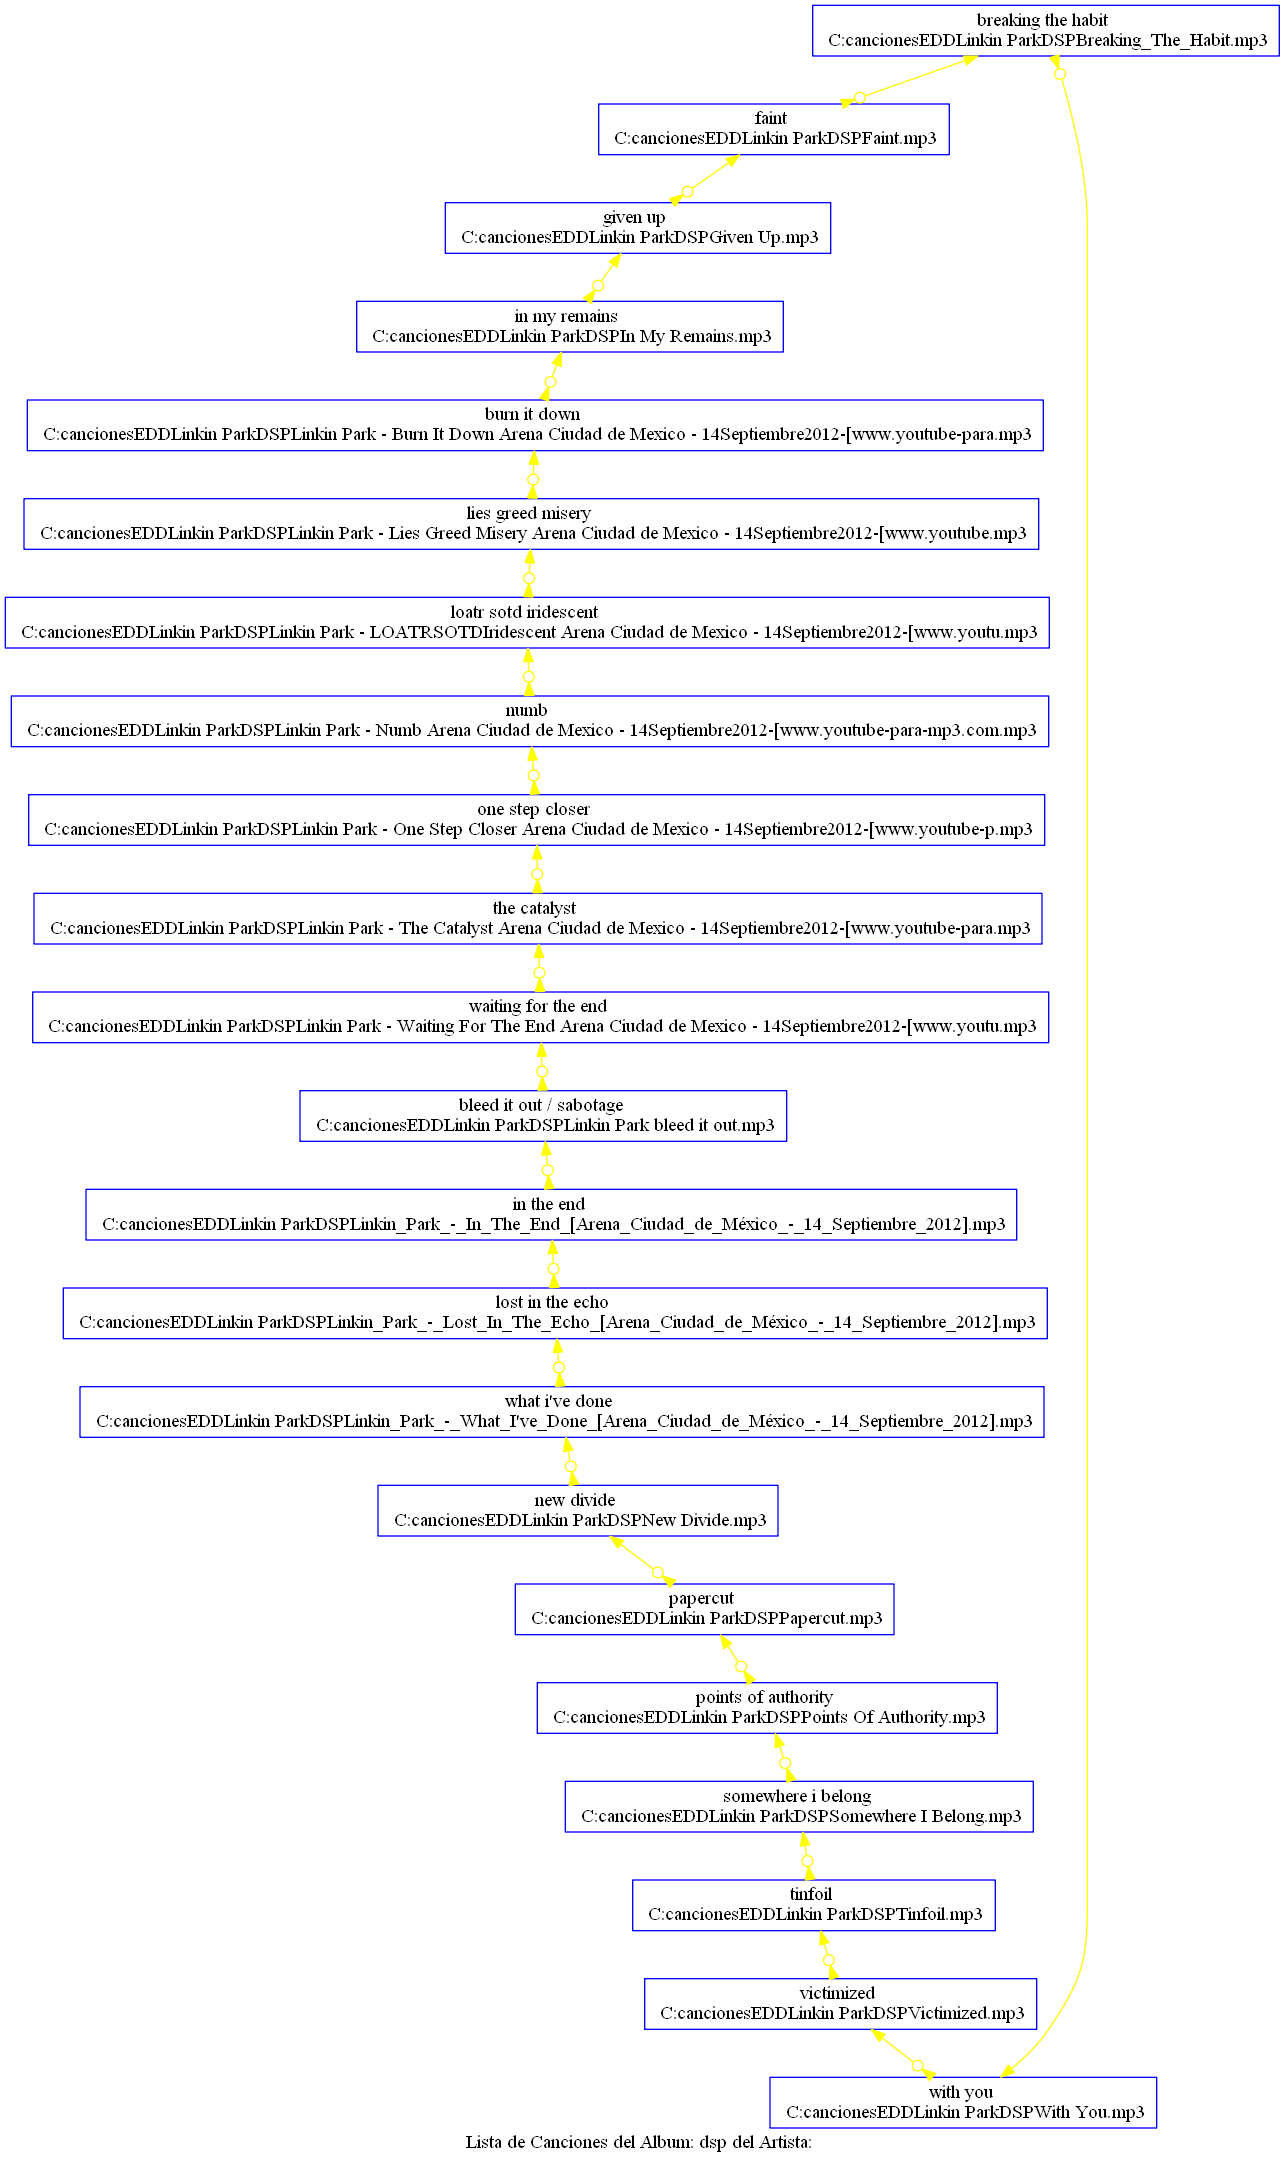 breaking the habit
C:cancionesEDDLinkin ParkDSPBreaking_The_Habit.mp3
faint
C:cancionesEDDLinkin ParkDSPFaint.mp3
given up
C:cancionesEDDLinkin ParkDSPGiven Up.mp3
in my remains
C:cancionesEDDLinkin ParkDSPIn My Remains.mp3
burn it down
C:cancionesEDDLinkin ParkDSPLinkin Park - Burn It Down Arena Ciudad de Mexico - 14Septiembre2012-[www.youtube-para.mp3
lies greed misery
C:cancionesEDDLinkin ParkDSPLinkin Park - Lies Greed Misery Arena Ciudad de Mexico - 14Septiembre2012-[www.youtube.mp3
loatr sotd iridescent
C:cancionesEDDLinkin ParkDSPLinkin Park - LOATRSOTDIridescent Arena Ciudad de Mexico - 14Septiembre2012-[www.youtu.mp3
numb
C:cancionesEDDLinkin ParkDSPLinkin Park - Numb Arena Ciudad de Mexico - 14Septiembre2012-[www.youtube-para-mp3.com.mp3
one step closer
C:cancionesEDDLinkin ParkDSPLinkin Park - One Step Closer Arena Ciudad de Mexico - 14Septiembre2012-[www.youtube-p.mp3
the catalyst
C:cancionesEDDLinkin ParkDSPLinkin Park - The Catalyst Arena Ciudad de Mexico - 14Septiembre2012-[www.youtube-para.mp3
waiting for the end
C:cancionesEDDLinkin ParkDSPLinkin Park - Waiting For The End Arena Ciudad de Mexico - 14Septiembre2012-[www.youtu.mp3
bleed it out / sabotage
C:cancionesEDDLinkin ParkDSPLinkin Park bleed it out.mp3
in the end
C:cancionesEDDLinkin ParkDSPLinkin_Park_-_In_The_End_[Arena_Ciudad_de_México_-_14_Septiembre_2012].mp3
lost in the echo
C:cancionesEDDLinkin ParkDSPLinkin_Park_-_Lost_In_The_Echo_[Arena_Ciudad_de_México_-_14_Septiembre_2012].mp3
what i've done
C:cancionesEDDLinkin ParkDSPLinkin_Park_-_What_I've_Done_[Arena_Ciudad_de_México_-_14_Septiembre_2012].mp3
new divide
C:cancionesEDDLinkin ParkDSPNew Divide.mp3
papercut
C:cancionesEDDLinkin ParkDSPPapercut.mp3
points of authority
C:cancionesEDDLinkin ParkDSPPoints Of Authority.mp3
somewhere i belong
C:cancionesEDDLinkin ParkDSPSomewhere I Belong.mp3
tinfoil
C:cancionesEDDLinkin ParkDSPTinfoil.mp3
victimized
C:cancionesEDDLinkin ParkDSPVictimized.mp3
with you
C:cancionesEDDLinkin ParkDSPWith You.mp3
Lista de Canciones del Album: dsp del Artista: